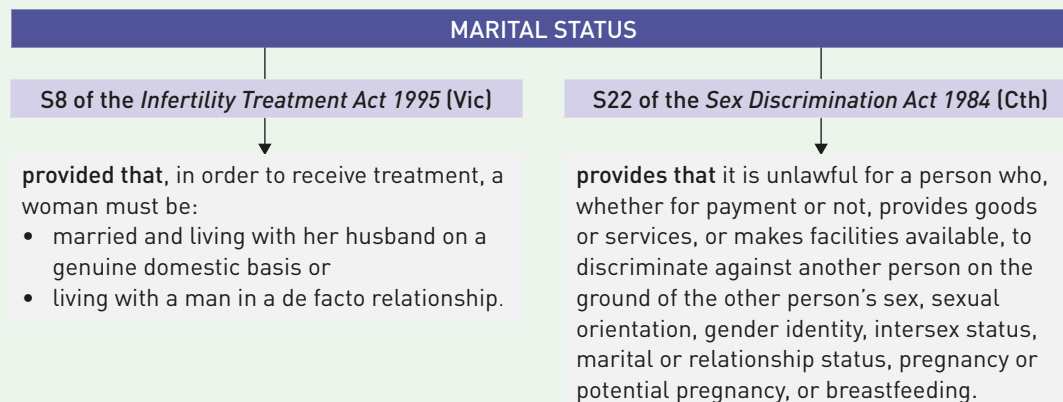 MARITAL STATUS
S8 of the Infertility Treatment Act 1995 (Vic)
provided that, in order to receive treatment, a
woman must be:
• married and living with her husband on a
genuine domestic basis or
• living with a man in a de facto relationship.
S22 of the Sex Discrimination Act 1984 (Cth)
provides that it is unlawful for a person who,
whether for payment or not, provides goods
or services, or makes facilities available, to
discriminate against another person on the
ground of the other person’s sex, sexual
orientation, gender identity, intersex status,
marital or relationship status, pregnancy or
potential pregnancy, or breastfeeding.